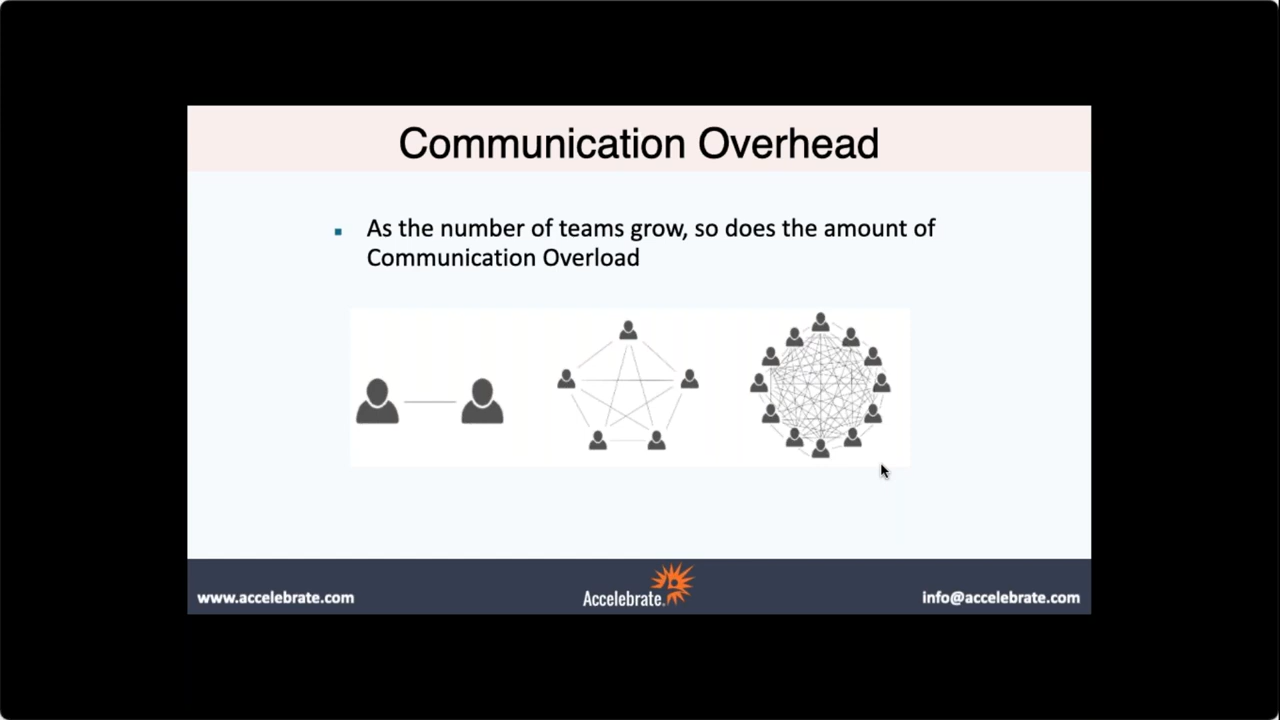 Communication Overhead
▪ As the number of teams grow, so does the amount of
Communication Overload
www.accelebrate.com
Accelebrate.
info@accelebrate.com